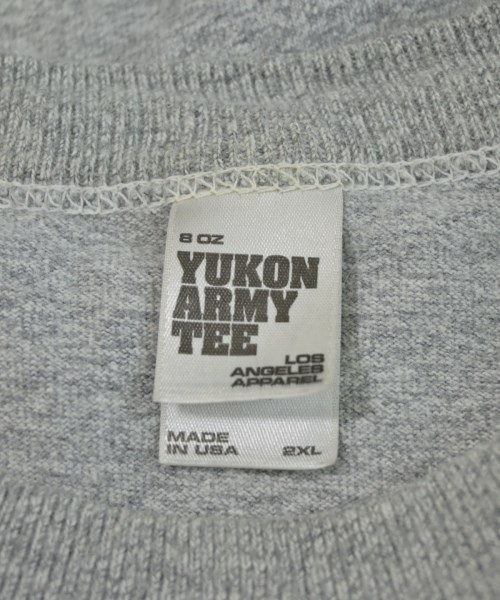 8 OZ
YUKON
ARMY
TEE
LOS
ANGELES
APPAREL
MADE
IN USA 2XL